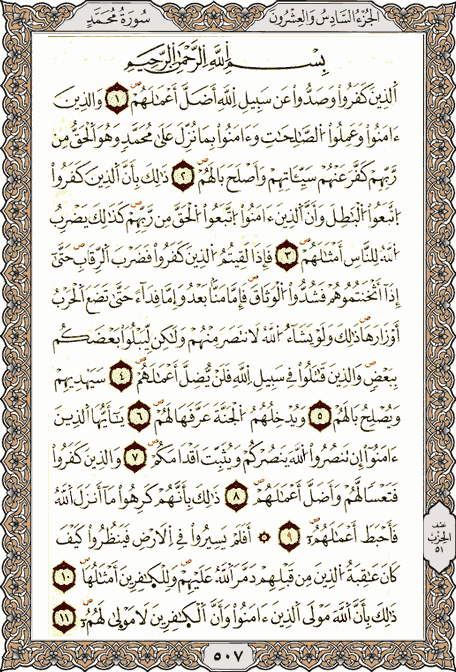 الجزء السادس والعشرون
سورة محمد
بِسْمِ ٱللَّهِ ٱلرَّحْمَٰنِ ٱلرَّحِيمِ
ٱلَّذِينَ كَفَرُوا۟ وَصَدُّوا۟ عَن سَبِيلِ ٱللَّهِ أَضَلَّ أَعْمَٰلَهُمْ ١ وَٱلَّذِينَ
ءَامَنُوا۟ وَعَمِلُوا۟ ٱلصَّٰلِحَٰتِ وَءَامَنُوا۟ بِمَا نُزِّلَ عَلَىٰ مُحَمَّدٍ وَهُوَ ٱلْحَقُّ مِن
رَّبِّهِمْ كَفَّرَ عَنْهُمْ سَيِّـَٔاتِهِمْ وَأَصْلَحَ بَالَهُمْ ٢ ذَٰلِكَ بِأَنَّ ٱلَّذِينَ كَفَرُوا۟
ٱتَّبَعُوا۟ ٱلْبَٰطِلَ وَأَنَّ ٱلَّذِينَ ءَامَنُوا۟ ٱتَّبَعُوا۟ ٱلْحَقَّ مِن رَّبِّهِمْ كَذَٰلِكَ يَضْرِبُ
ٱللَّهُ لِلنَّاسِ أَمْثَٰلَهُمْ ٣ فَإِذَا لَقِيتُمُ ٱلَّذِينَ كَفَرُوا۟ فَضَرْبَ ٱلرِّقَابِ حَتَّىٰٓ
إِذَآ أَثْخَنتُمُوهُمْ فَشُدُّوا۟ ٱلْوَثَاقَ فَإِمَّا مَنًّۢا بَعْدُ وَإِمَّا فِدَآءً حَتَّىٰ تَضَعَ ٱلْحَرْبُ
أَوْزَارَهَا ذَٰلِكَ وَلَوْ يَشَآءُ ٱللَّهُ لَٱنتَصَرَ مِنْهُمْ وَلَٰكِن لِّيَبْلُوَا۟ بَعْضَكُم
بِبَعْضٍ وَٱلَّذِينَ قَٰتَلُوا۟ فِى سَبِيلِ ٱللَّهِ فَلَن يُضِلَّ أَعْمَٰلَهُمْ ٤ سَيَهْدِيهِمْ
وَيُصْلِحُ بَالَهُمْ ٥ وَيُدْخِلُهُمُ ٱلْجَنَّةَ عَرَّفَهَا لَهُمْ ٦ يَٰٓأَيُّهَا ٱلَّذِينَ
ءَامَنُوٓا۟ إِن تَنصُرُوا۟ ٱللَّهَ يَنصُرْكُمْ وَيُثَبِّتْ أَقْدَامَكُمْ ٧ وَٱلَّذِينَ كَفَرُوا۟
فَتَعْسًا لَّهُمْ وَأَضَلَّ أَعْمَٰلَهُمْ ٨ ذَٰلِكَ بِأَنَّهُمْ كَرِهُوا۟ مَآ أَنزَلَ ٱللَّهُ
فَأَحْبَطَ أَعْمَٰلَهُمْ ٩ ۞ أَفَلَمْ يَسِيرُوا۟ فِى ٱلْأَرْضِ فَيَنظُرُوا۟ كَيْفَ
كَانَ عَٰقِبَةُ ٱلَّذِينَ مِن قَبْلِهِمْ دَمَّرَ ٱللَّهُ عَلَيْهِمْ وَلِلْكَٰفِرِينَ أَمْثَٰلُهَا ١٠
ذَٰلِكَ بِأَنَّ ٱللَّهَ مَوْلَى ٱلَّذِينَ ءَامَنُوا۟ وَأَنَّ ٱلْكَٰفِرِينَ لَا مَوْلَىٰ لَهُمْ ١١
نصف
الحزب
٥١
٥٠٧